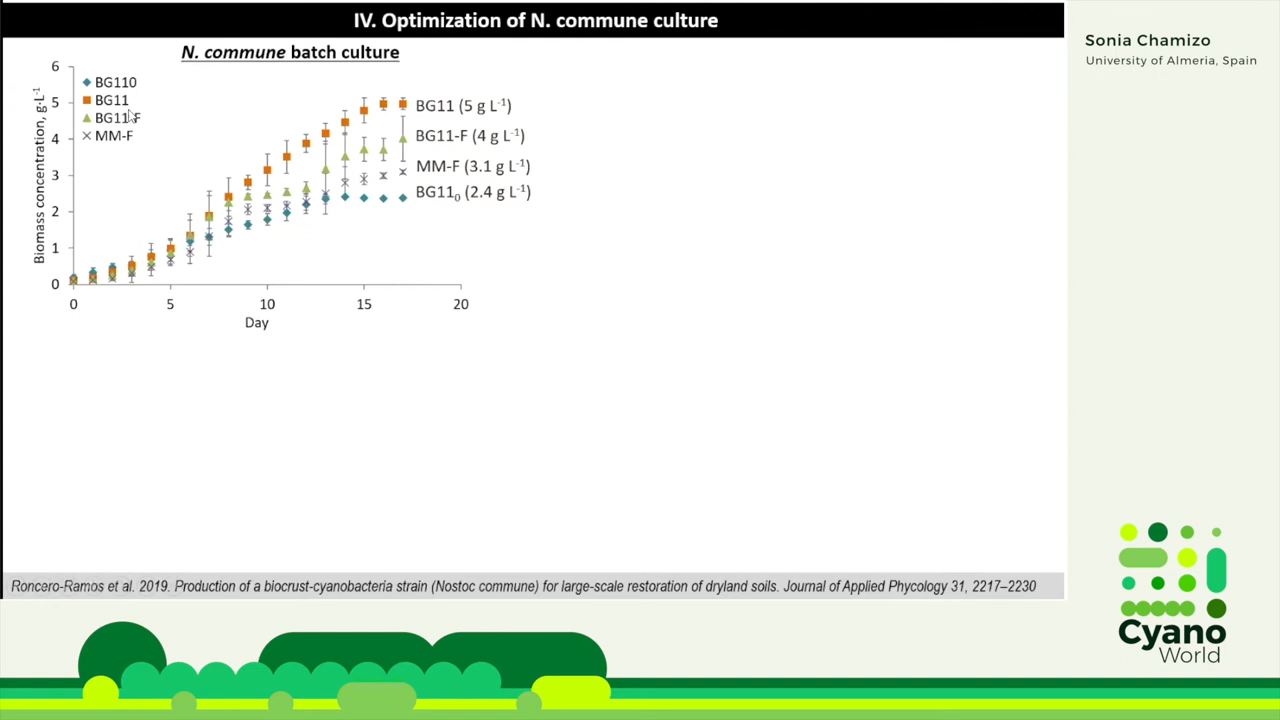 IV. Optimization of N. commune culture
Sonia Chamizo
University of Almeria, Spain
N. commune batch culture
Biomass concentration, g·L⁻¹
6
5
4
3
2
1
0
BG110
BG11
BG11-F
MM-F
BG11 (5 g L⁻¹)
BG11-F (4 g L⁻¹)
MM-F (3.1 g L⁻¹)
BG11₀ (2.4 g L⁻¹)
0 5 10 15 20
Day
Roncero-Ramos et al. 2019. Production of a biocrust-cyanobacteria strain (Nostoc commune) for large-scale restoration of dryland soils. Journal of Applied Phycology 31, 2217–2230
Cyano
World